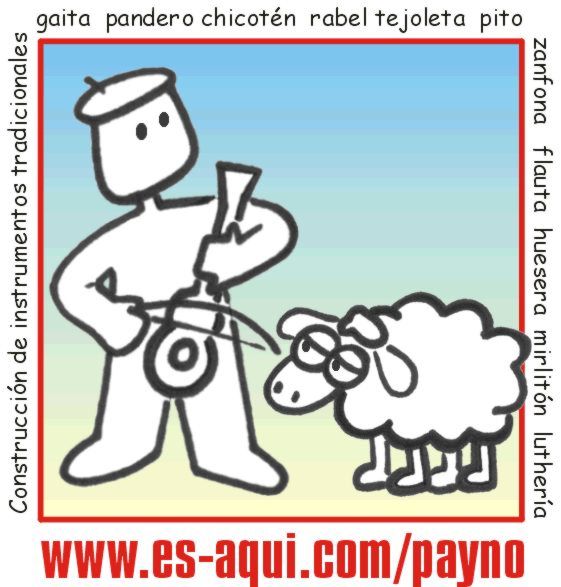 gaita pandero chicotén rabel tejoleta pito
zanfona flauta huesera mirlitón luthería
Construcción de instrumentos tradicionales
www.es-aqui.com/payno